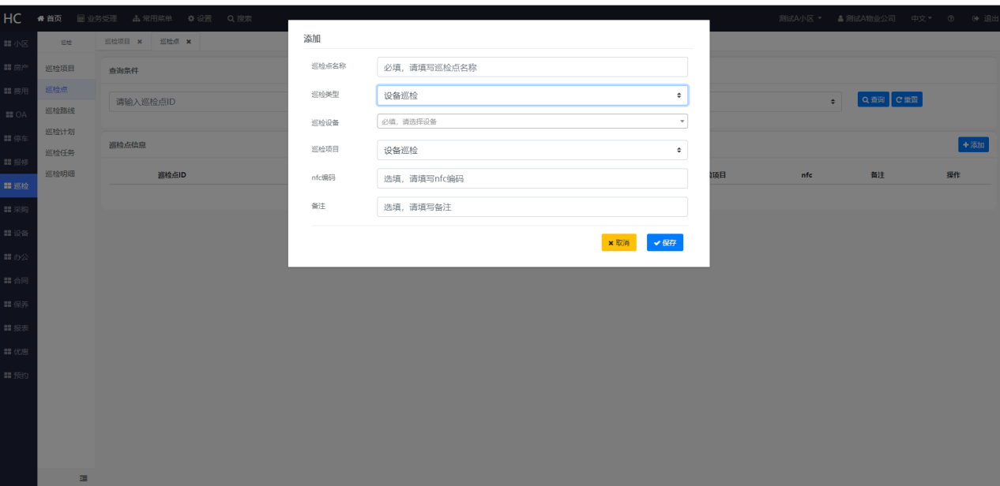 HC 首页 业务受理 常用菜单 设置 搜索 测试A小区 测试A物业公司 中文 退出
小区
房产
费用
OA
停车
报修
巡检
采购
设备
办公
合同
保养
报表
优惠
预约
巡检
巡检项目
巡检点
巡检路线
巡检计划
巡检任务
巡检明细
巡检项目 巡检点
查询条件
请输入巡检点ID
查询 重置
巡检点信息
添加
巡检点ID
检项目 nfc 备注 操作
添加
巡检点名称 必填，请填写巡检点名称
巡检类型 设备巡检
巡检设备 必填，请选择设备
巡检项目 设备巡检
nfc编码 选填，请填写nfc编码
备注 选填，请填写备注
取消 保存